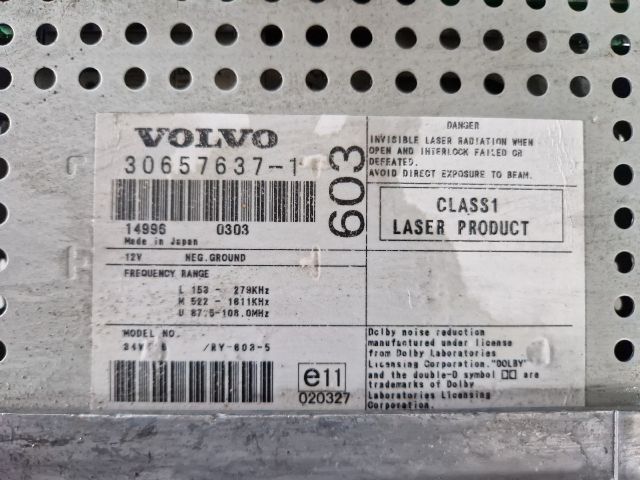 VOLVO
30657637-1
14996 0303
Made in Japan
603
12V NEG.GROUND
FREQUENCY RANGE
L 153 - 279KHz
M 522 - 1611KHz
U 87.5-108.0MHz
MODEL NO.
/RY-603-5
e11
020327
DANGER
INVISIBLE LASER RADIATION WHEN
OPEN AND INTERLOCK FAILED OR
DEFEATED.
AVOID DIRECT EXPOSURE TO BEAM.
CLASS1
LASER PRODUCT
Dolby noise reduction
manufactured under license
from Dolby Laboratories
Licensing Corporation. "DOLBY"
and the double-D symbol are
trademarks of Dolby
Laboratories Licensing
Corporation.